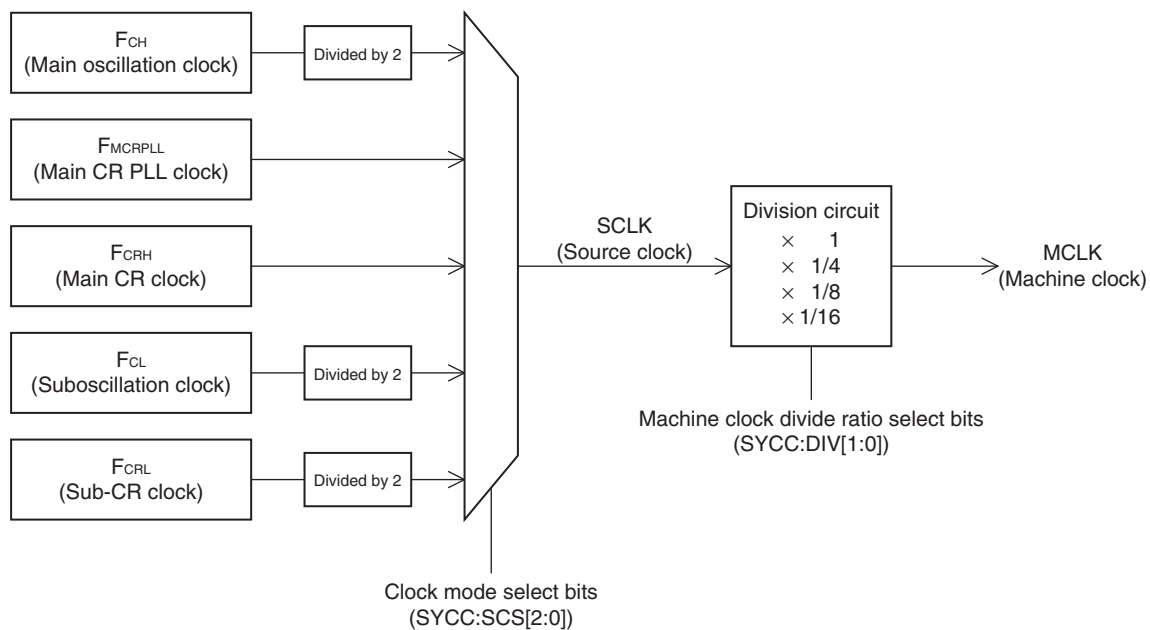 FCH
(Main oscillation clock)
Divided by 2
FMCRPLL
(Main CR PLL clock)
FCRH
(Main CR clock)
FCL
(Suboscillation clock)
Divided by 2
FCRL
(Sub-CR clock)
Divided by 2
SCLK
(Source clock)
Division circuit
× 1
× 1/4
× 1/8
× 1/16
MCLK
(Machine clock)
Machine clock divide ratio select bits
(SYCC:DIV[1:0])
Clock mode select bits
(SYCC:SCS[2:0])